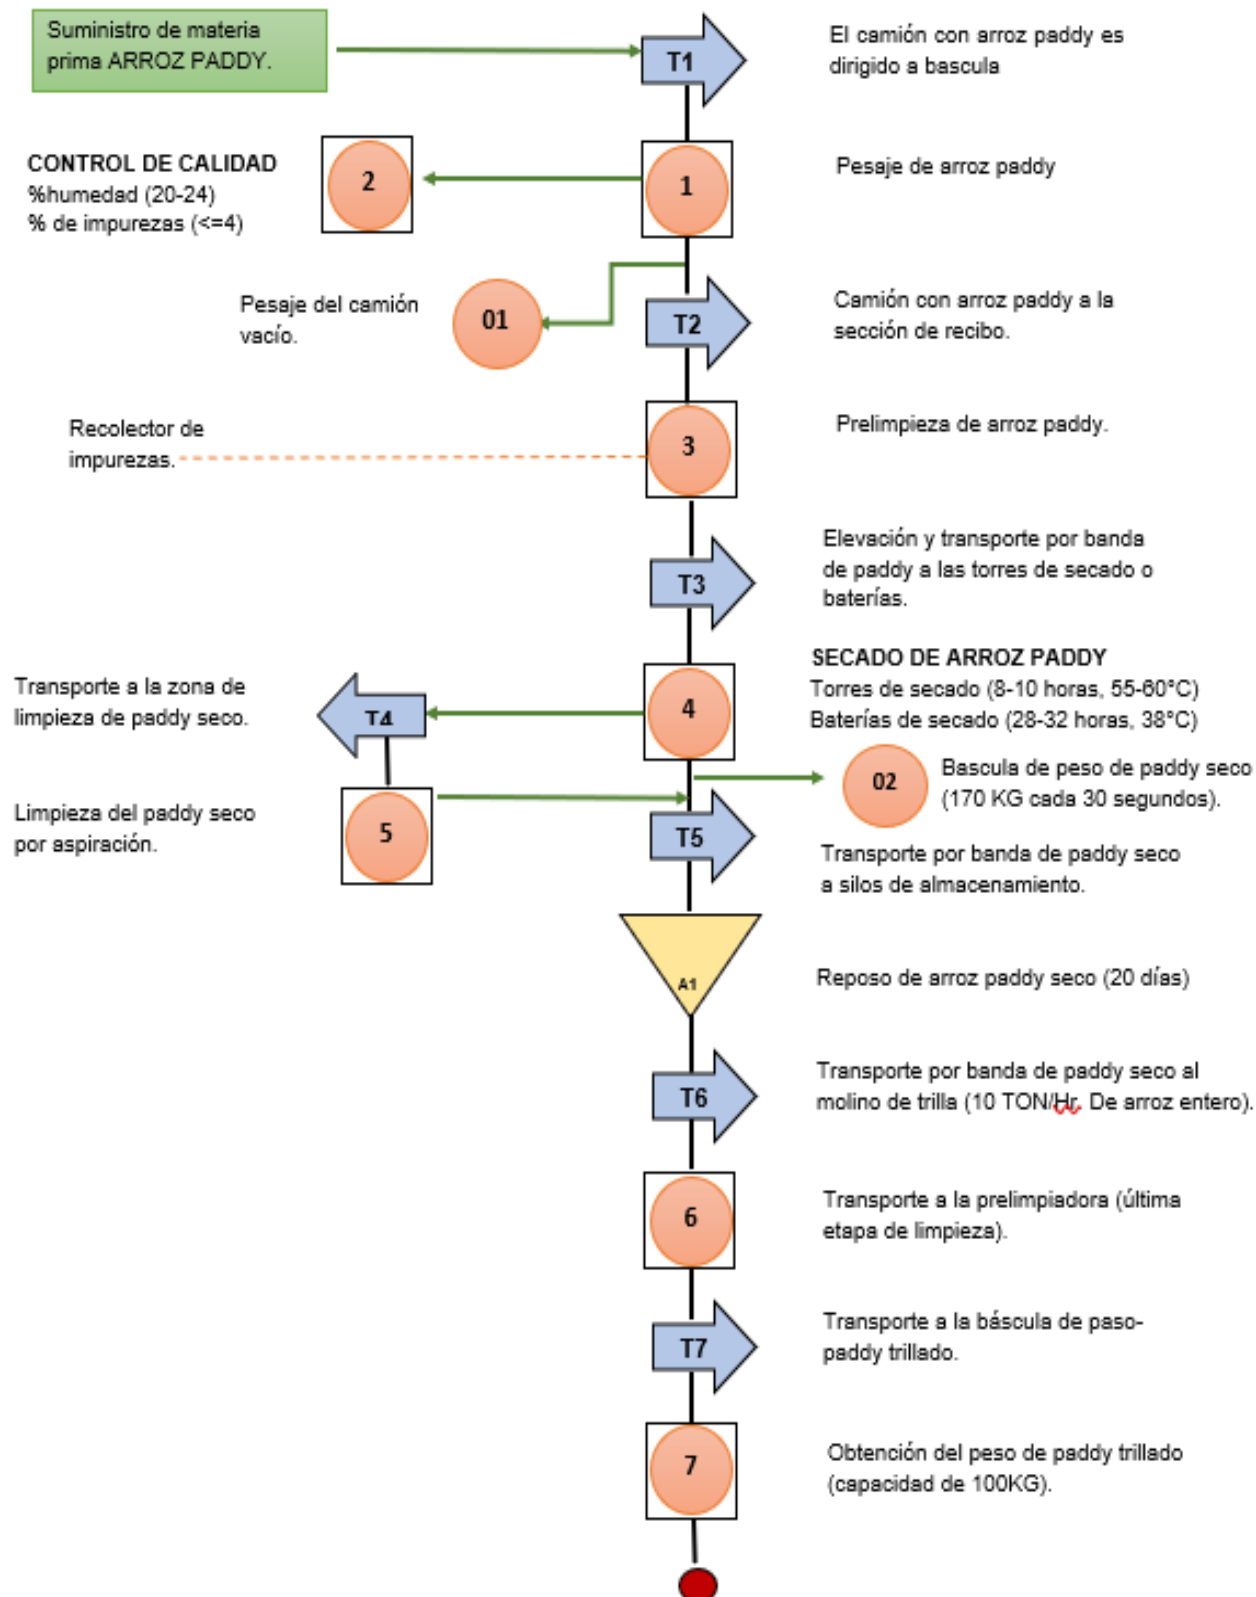 Suministro de materia
prima ARROZ PADDY.
T1
El camión con arroz paddy es
dirigido a bascula
CONTROL DE CALIDAD
%humedad (20-24)
% de impurezas (<=4)
2
1
Pesaje de arroz paddy
Pesaje del camión
vacío.
01
T2
Camión con arroz paddy a la
sección de recibo.
Recolector de
impurezas.
3
Prelimpieza de arroz paddy.
T3
Elevación y transporte por banda
de paddy a las torres de secado o
baterías.
Transporte a la zona de
limpieza de paddy seco.
T4
4
SECADO DE ARROZ PADDY
Torres de secado (8-10 horas, 55-60°C)
Baterías de secado (28-32 horas, 38°C)
02
Bascula de peso de paddy seco
(170 KG cada 30 segundos).
Limpieza del paddy seco
por aspiración.
5
T5
Transporte por banda de paddy seco
a silos de almacenamiento.
A1
Reposo de arroz paddy seco (20 días)
T6
Transporte por banda de paddy seco al
molino de trilla (10 TON/Hr. De arroz entero).
6
Transporte a la prelimpiadora (última
etapa de limpieza).
T7
Transporte a la báscula de paso-
paddy trillado.
7
Obtención del peso de paddy trillado
(capacidad de 100KG).